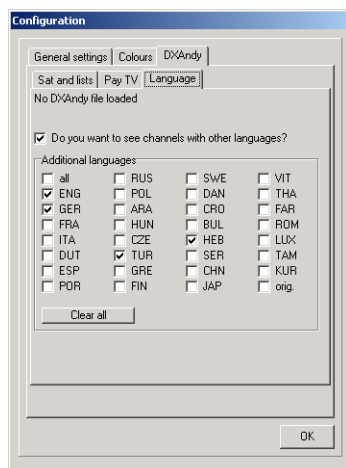 Configuration
General settings Colours DXAndy
Sat and lists Pay TV Language
No DXAndy file loaded
Do you want to see channels with other languages?
Additional languages
all RUS SWE VIT
ENG POL DAN THA
GER ARA CRO FAR
FRA HUN BUL ROM
ITA CZE HEB LUX
DUT TUR SER TAM
ESP GRE CHN KUR
POR FIN JAP orig.
Clear all
OK